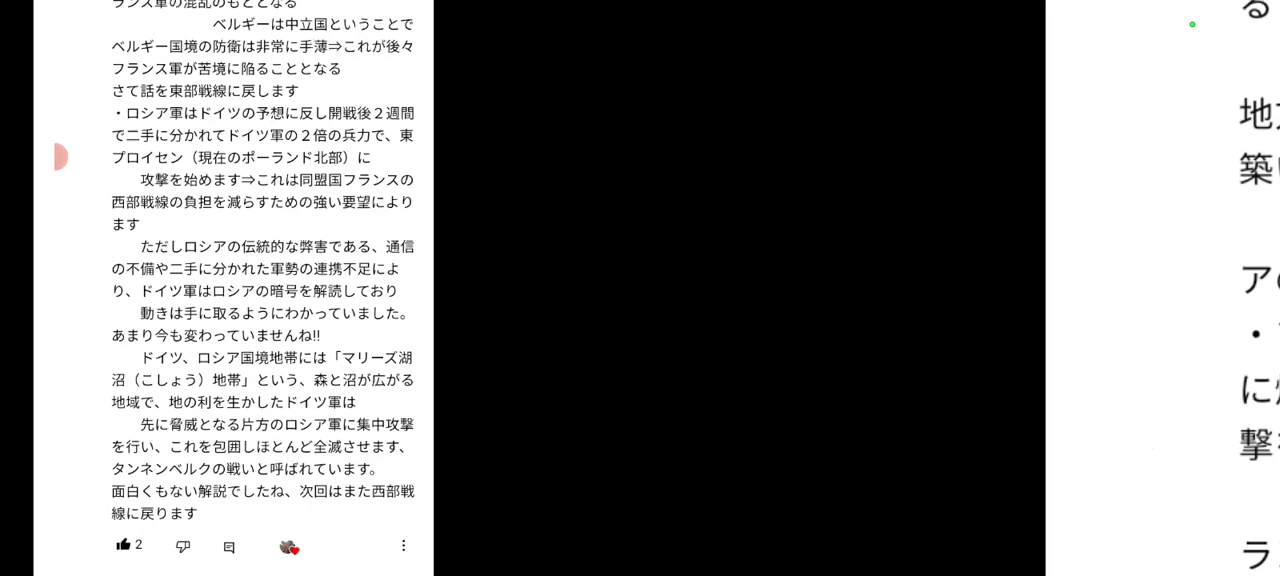 ランス軍の混乱のもととなる
ベルギーは中立国ということで
ベルギー国境の防衛は非常に手薄⇒これが後々
フランス軍が苦境に陥ることとなる
さて話を東部戦線に戻します
・ロシア軍はドイツの予想に反し開戦後２週間
で二手に分かれてドイツ軍の２倍の兵力で、東
プロイセン（現在のポーランド北部）に
攻撃を始めます⇒これは同盟国フランスの
西部戦線の負担を減らすための強い要望により
ます
ただしロシアの伝統的な弊害である、通信
の不備や二手に分かれた軍勢の連携不足によ
り、ドイツ軍はロシアの暗号を解読しており
動きは手に取るようにわかっていました。
あまり今も変わっていませんね!!
ドイツ、ロシア国境地帯には「マリーズ湖
沼（こしょう）地帯」という、森と沼が広がる
地域で、地の利を生かしたドイツ軍は
先に脅威となる片方のロシア軍に集中攻撃
を行い、これを包囲しほとんど全滅させます、
タンネンベルクの戦いと呼ばれています。
面白くもない解説でしたね、次回はまた西部戦
線に戻ります
2
る
地
築
ア
・
に
撃
ラ